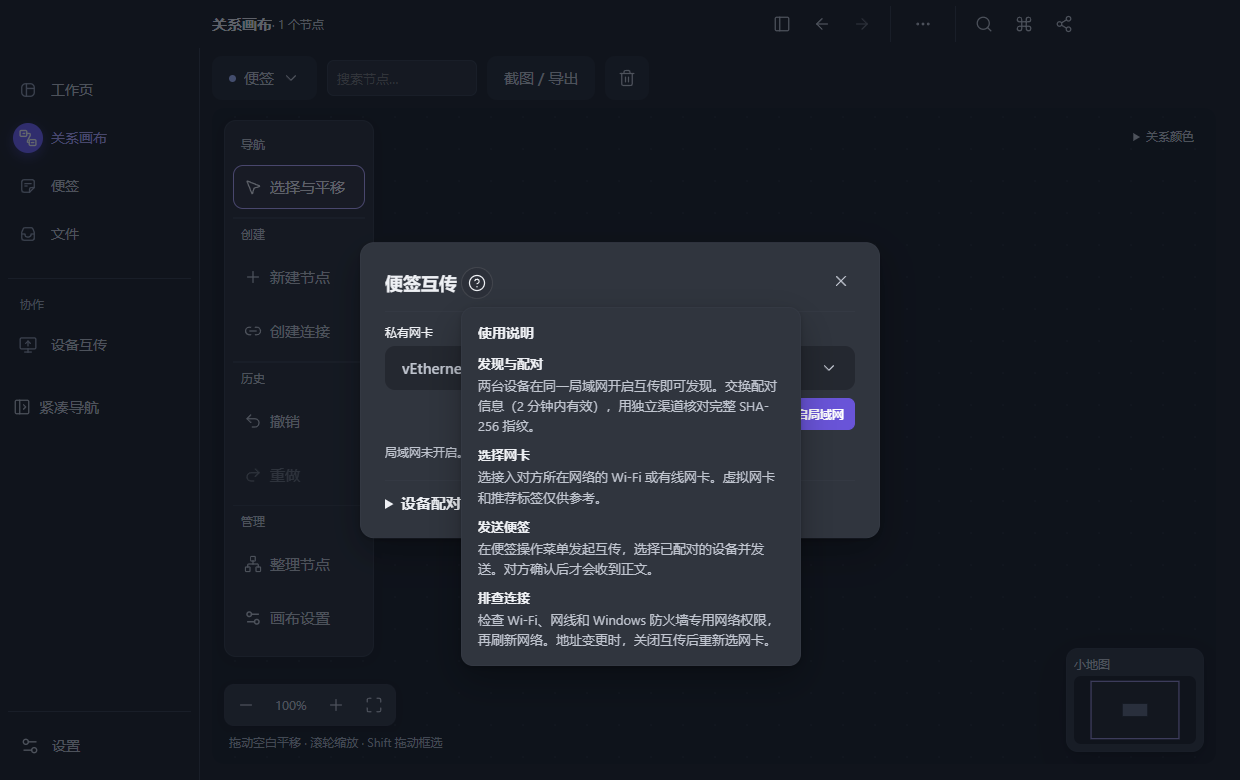 关系画布· 1 个节点
工作页
关系画布
便签
文件
协作
设备互传
紧凑导航
设置
便签
搜索节点...
截图 / 导出
导航
选择与平移
创建
新建节点
创建连接
历史
撤销
重做
管理
整理节点
画布设置
关系颜色
便签互传
私有网卡
vEtherne
启局域网
局域网未开启。
设备配对
使用说明
发现与配对
两台设备在同一局域网开启互传即可发现。交换配对
信息（2 分钟内有效），用独立渠道核对完整 SHA-
256 指纹。
选择网卡
选接入对方所在网络的 Wi-Fi 或有线网卡。虚拟网卡
和推荐标签仅供参考。
发送便签
在便签操作菜单发起互传，选择已配对的设备并发
送。对方确认后才会收到正文。
排查连接
检查 Wi-Fi、网线和 Windows 防火墙专用网络权限，
再刷新网络。地址变更时，关闭互传后重新选网卡。
100%
拖动空白平移 · 滚轮缩放 · Shift 拖动框选
小地图